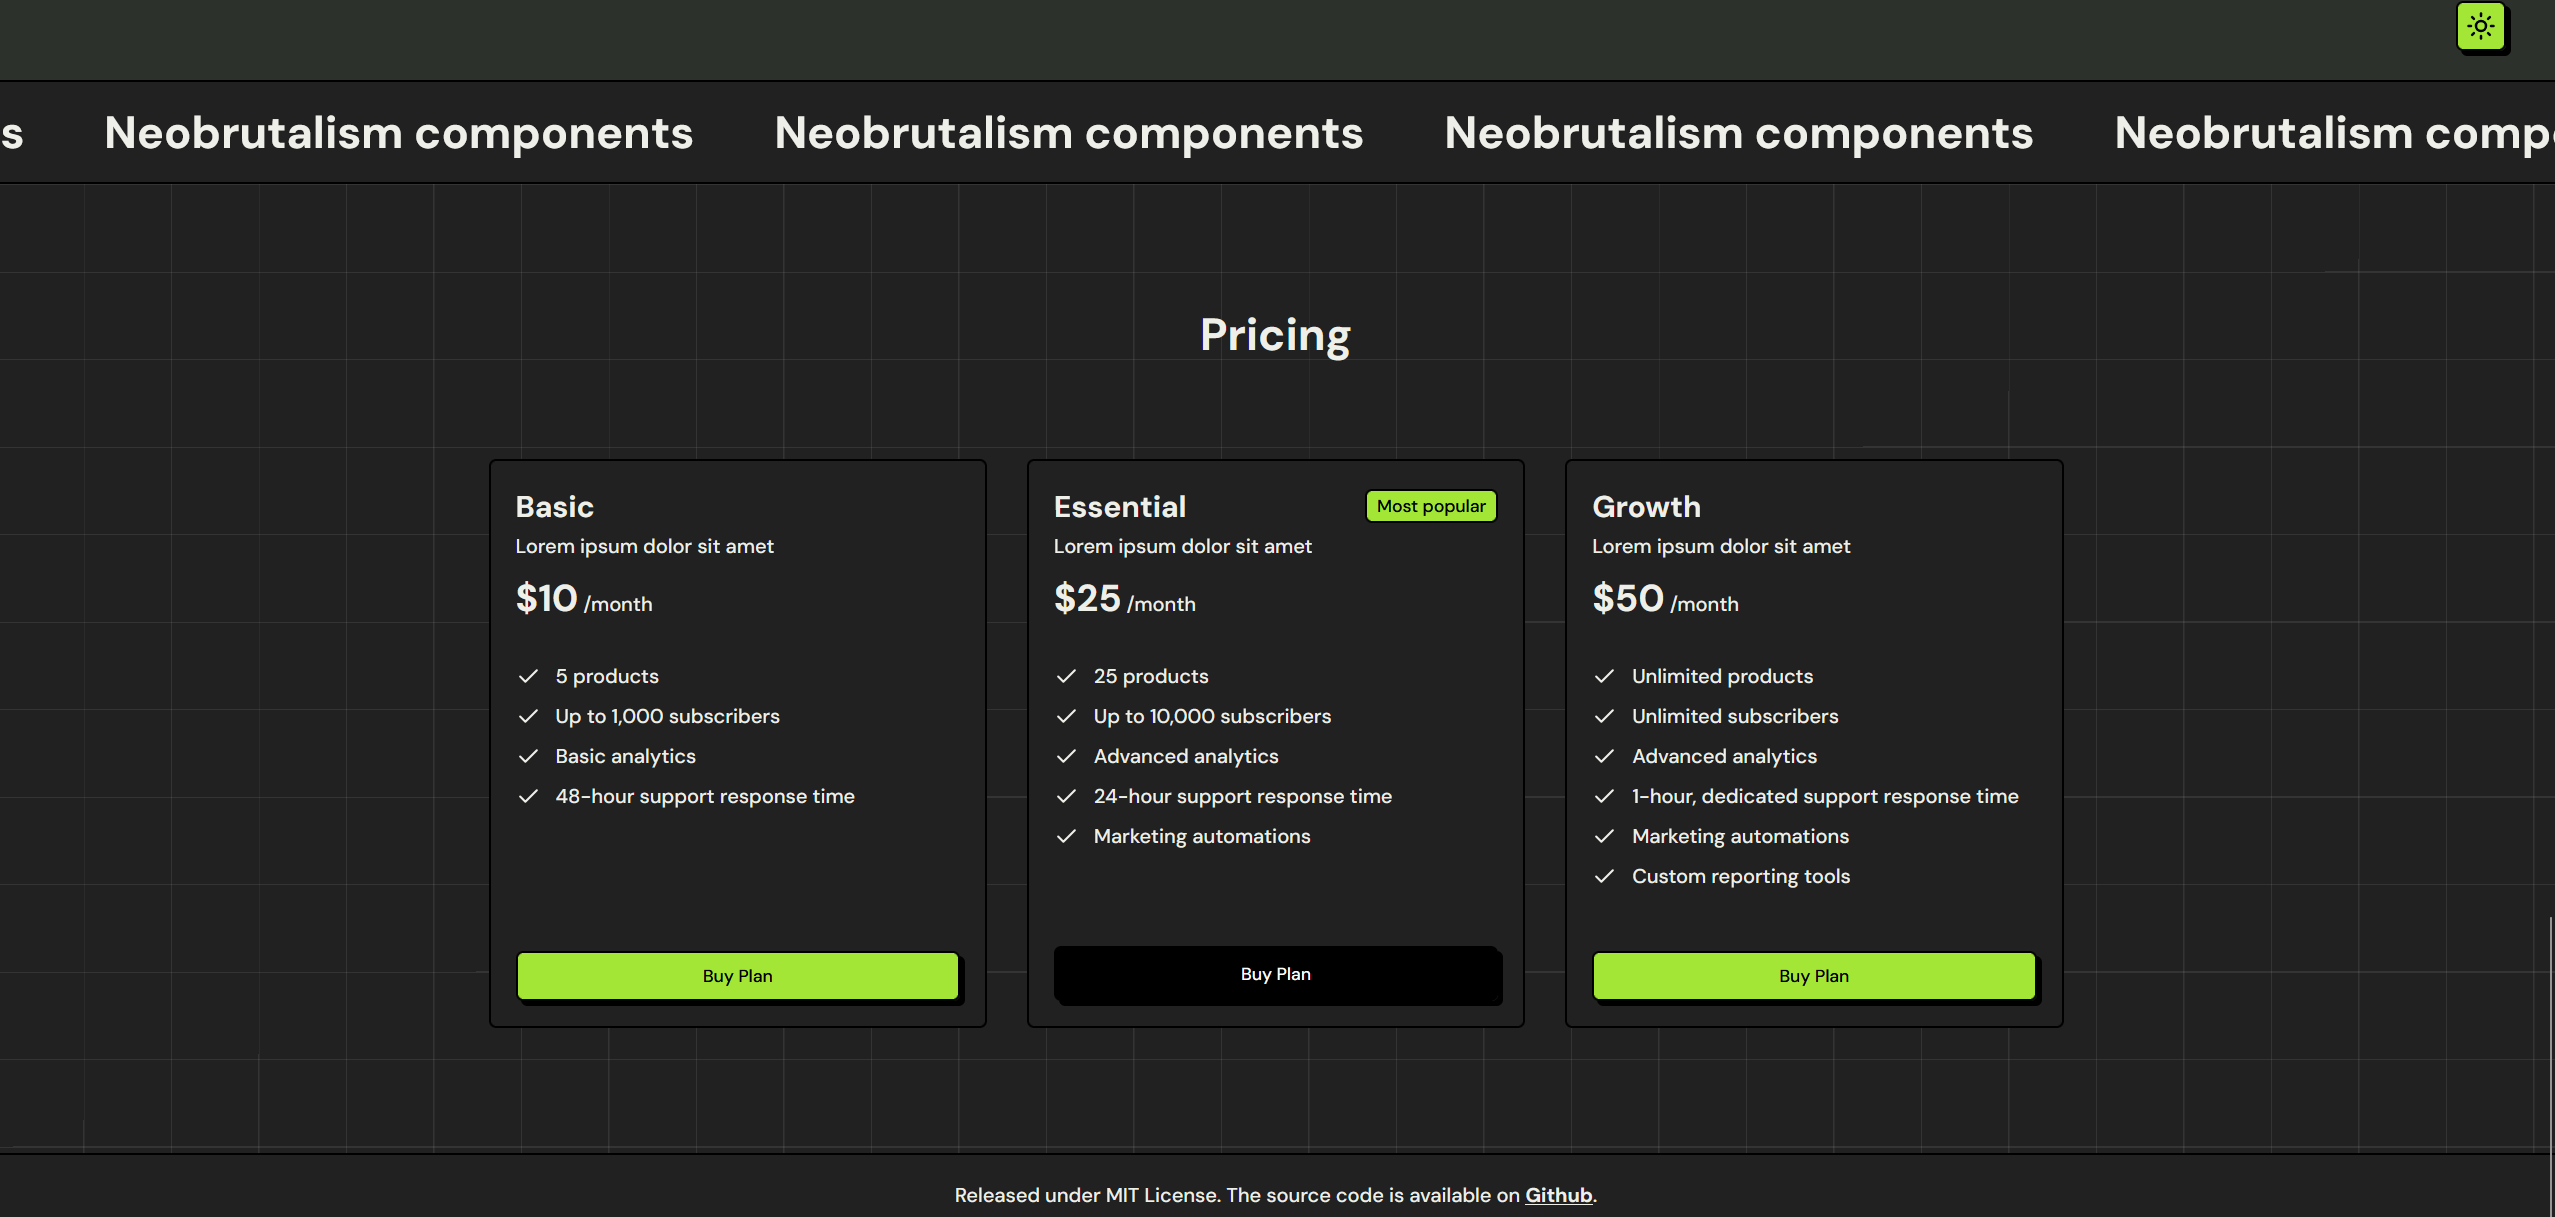 s Neobrutalism components Neobrutalism components Neobrutalism components Neobrutalism comp
Pricing
Basic
Lorem ipsum dolor sit amet
$10 /month
5 products
Up to 1,000 subscribers
Basic analytics
48-hour support response time
Buy Plan
Essential
Most popular
Lorem ipsum dolor sit amet
$25 /month
25 products
Up to 10,000 subscribers
Advanced analytics
24-hour support response time
Marketing automations
Buy Plan
Growth
Lorem ipsum dolor sit amet
$50 /month
Unlimited products
Unlimited subscribers
Advanced analytics
1-hour, dedicated support response time
Marketing automations
Custom reporting tools
Buy Plan
Released under MIT License. The source code is available on Github.